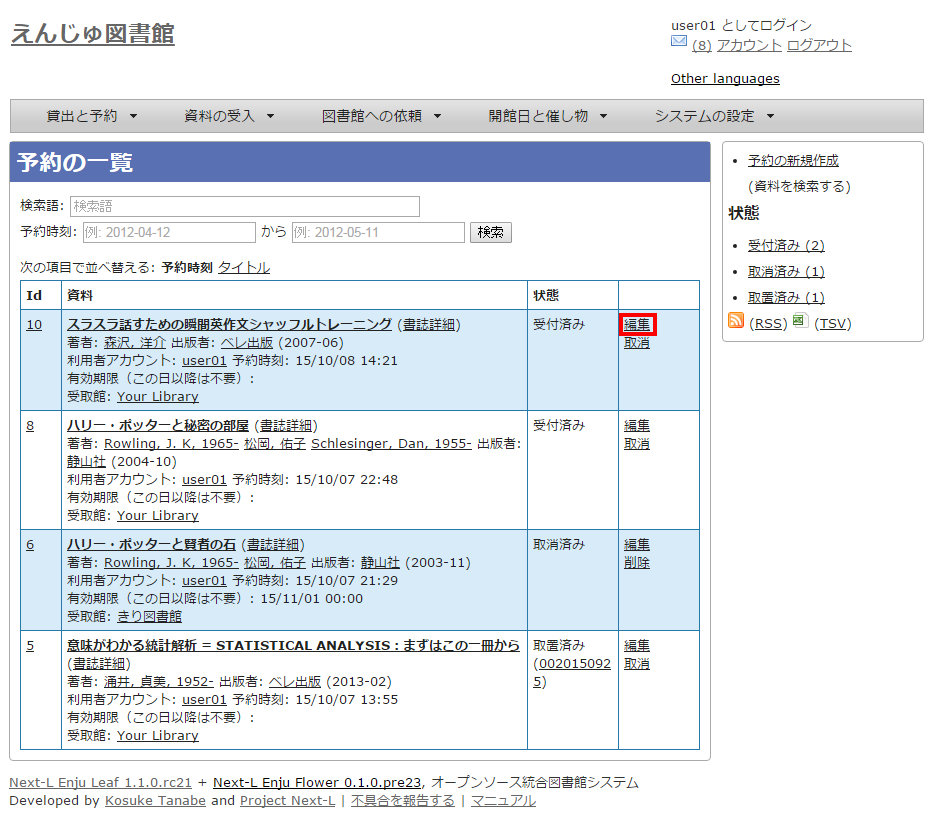 えんじゅ図書館
user01 としてログイン
(8) アカウント ログアウト
Other languages
貸出と予約 資料の受入 図書館への依頼 開館日と催し物 システムの設定
予約の一覧
検索語: 検索語
予約時刻: 例: 2012-04-12 から 例: 2012-05-11 検索
次の項目で並べ替える: 予約時刻 タイトル
Id 資料 状態
10 スラスラ話すための瞬間英作文シャッフルトレーニング (書誌詳細) 受付済み 編集
著者: 森沢, 洋介 出版者: ベレ出版 (2007-06) 取消
利用者アカウント: user01 予約時刻: 15/10/08 14:21
有効期限（この日以降は不要）:
受取館: Your Library
8 ハリー・ポッターと秘密の部屋 (書誌詳細) 受付済み 編集
著者: Rowling, J. K, 1965- 松岡, 佑子 Schlesinger, Dan, 1955- 出版者: 取消
静山社 (2004-10)
利用者アカウント: user01 予約時刻: 15/10/07 22:48
有効期限（この日以降は不要）:
受取館: Your Library
6 ハリー・ポッターと賢者の石 (書誌詳細) 取消済み 編集
著者: Rowling, J. K, 1965- 松岡, 佑子 出版者: 静山社 (2003-11) 削除
利用者アカウント: user01 予約時刻: 15/10/07 21:29
有効期限（この日以降は不要）: 15/11/01 00:00
受取館: きり図書館
5 意味がわかる統計解析 = STATISTICAL ANALYSIS : まずはこの一冊から 取置済み 編集
(書誌詳細) (002015092 取消
著者: 涌井, 貞美, 1952- 出版者: ベレ出版 (2013-02) 5)
利用者アカウント: user01 予約時刻: 15/10/07 13:55
有効期限（この日以降は不要）:
受取館: Your Library
予約の新規作成
(資料を検索する)
状態
受付済み (2)
取消済み (1)
取置済み (1)
(RSS) (TSV)
Next-L Enju Leaf 1.1.0.rc21 + Next-L Enju Flower 0.1.0.pre23, オープンソース統合図書館システム
Developed by Kosuke Tanabe and Project Next-L | 不具合を報告する | マニュアル